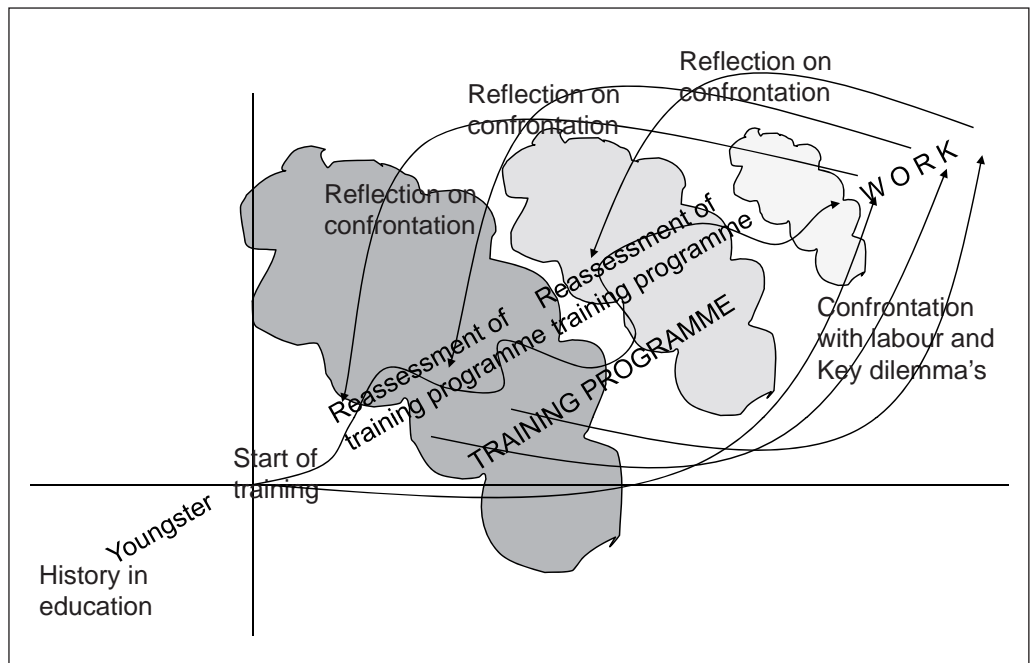 Reflection on
confrontation
Reflection on
confrontation
Reflection on
confrontation
W O R K
Reassessment of
training programme
Reassessment of
training programme
TRAINING PROGRAMME
Confrontation
with labour and
Key dilemma's
Start of
training
Youngster
History in
education